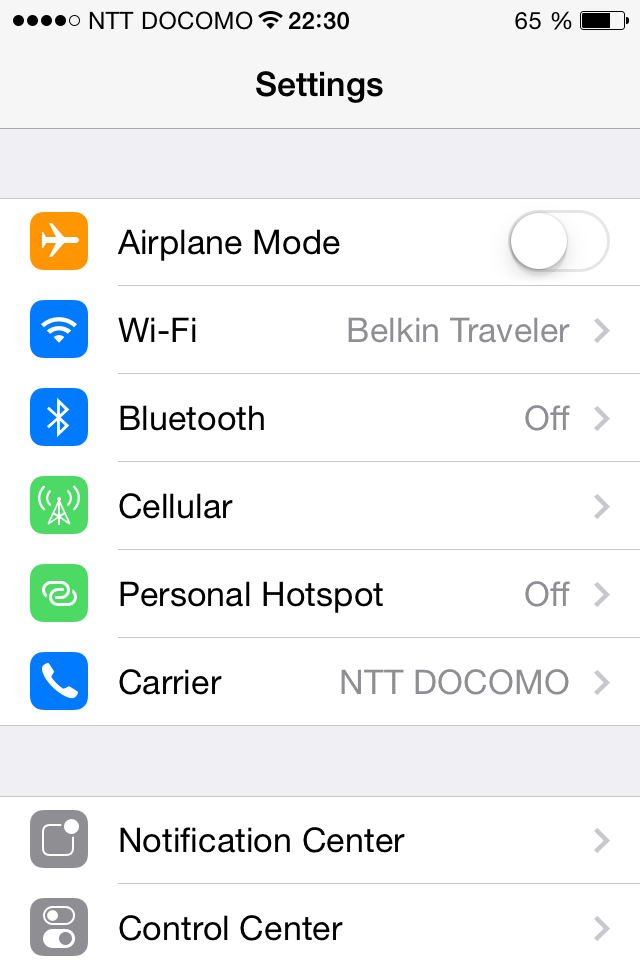 NTT DOCOMO 22:30 65 %
Settings
Airplane Mode
Wi-Fi Belkin Traveler
Bluetooth Off
Cellular
Personal Hotspot Off
Carrier NTT DOCOMO
Notification Center
Control Center